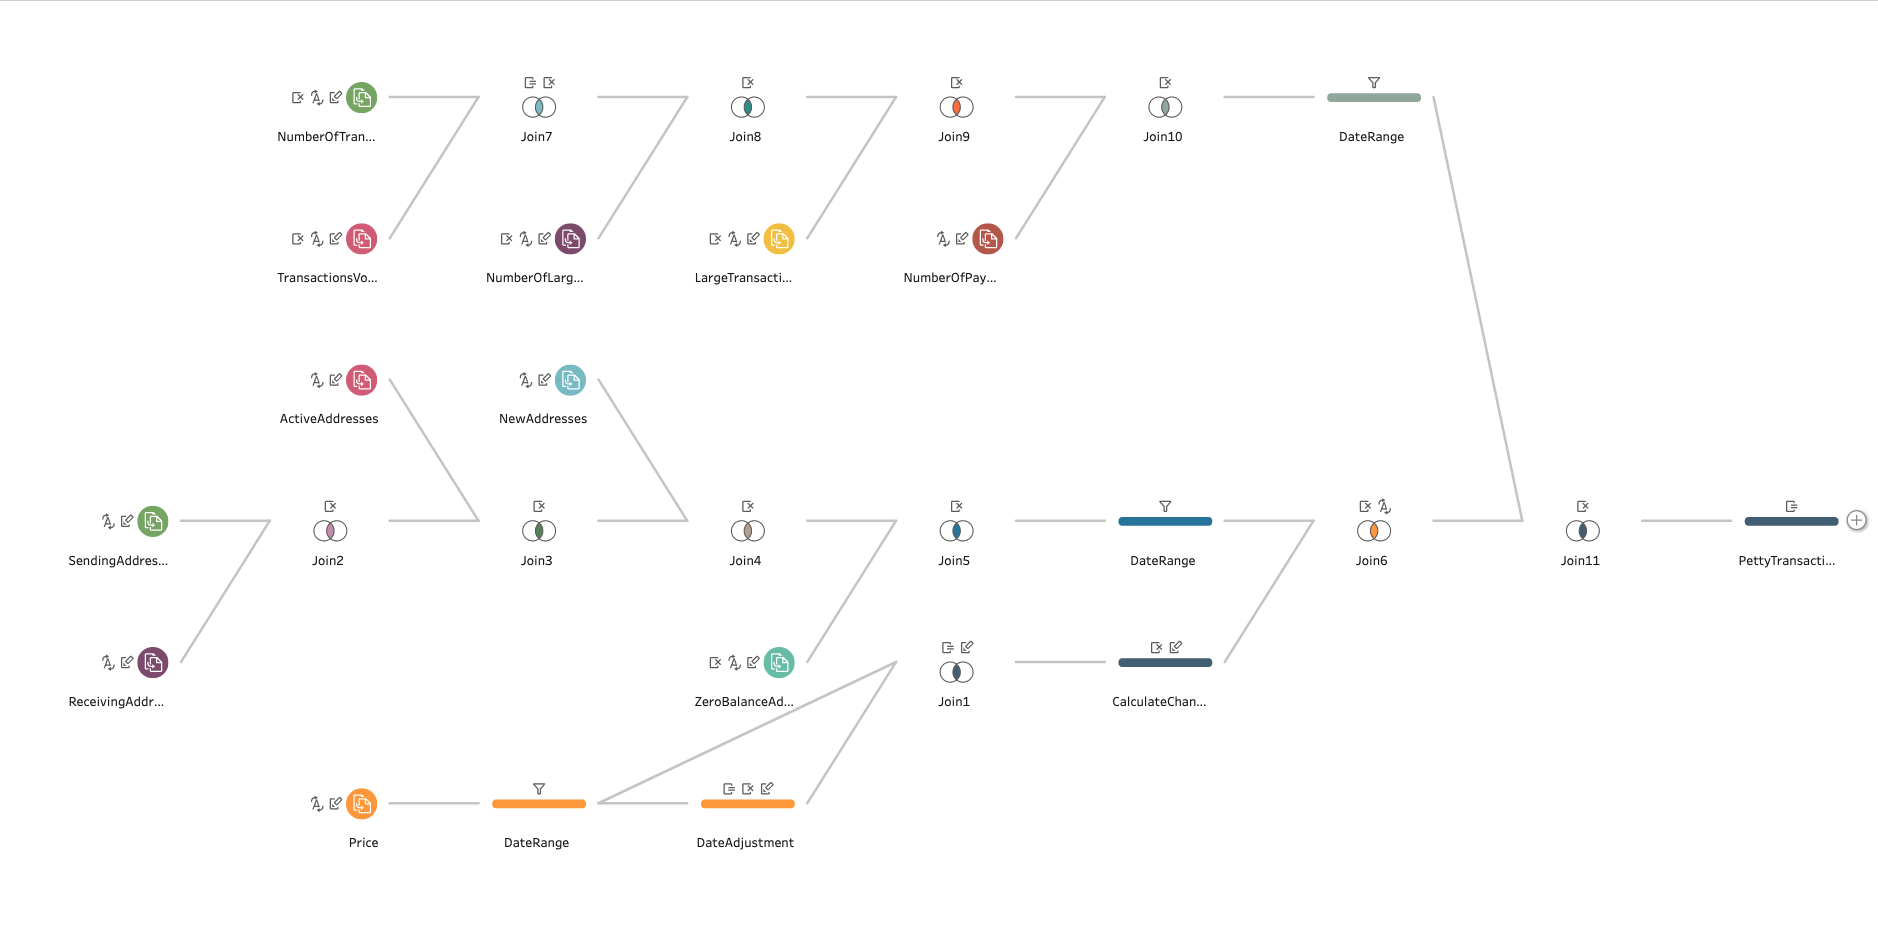 NumberOfTran...
Join7
Join8
Join9
Join10
DateRange
TransactionsVo...
NumberOfLarg...
LargeTransacti...
NumberOfPay...
ActiveAddresses
NewAddresses
SendingAddres...
Join2
Join3
Join4
Join5
DateRange
Join6
Join11
PettyTransacti...
ReceivingAddr...
ZeroBalanceAd...
Join1
CalculateChan...
Price
DateRange
DateAdjustment